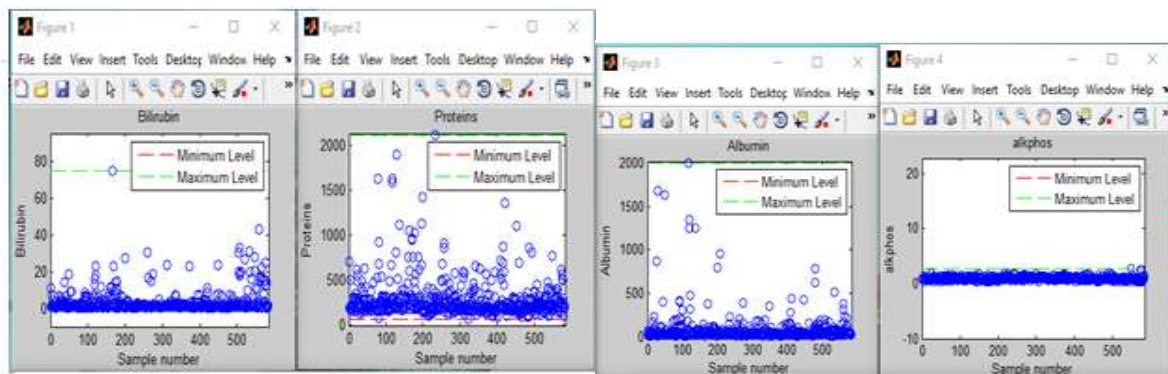 Figure 1
File Edit View Insert Tools Desktop Window Help
Bilirubin
80
60
40
20
0
Bilirubin
Minimum Level
Maximum Level
0 100 200 300 400 500
Sample number
Figure 2
File Edit View Insert Tools Desktop Window Help
Proteins
2000
1500
1000
500
0
Proteins
Minimum Level
Maximum Level
0 100 200 300 400 500
Sample number
Figure 3
File Edit View Insert Tools Desktop Window Help
Albumin
2000
1500
1000
500
0
Albumin
Minimum Level
Maximum Level
0 100 200 300 400 500
Sample number
Figure 4
File Edit View Insert Tools Desktop Window Help
alkphos
20
10
0
-10
alkphos
Minimum Level
Maximum Level
0 100 200 300 400 500
Sample number